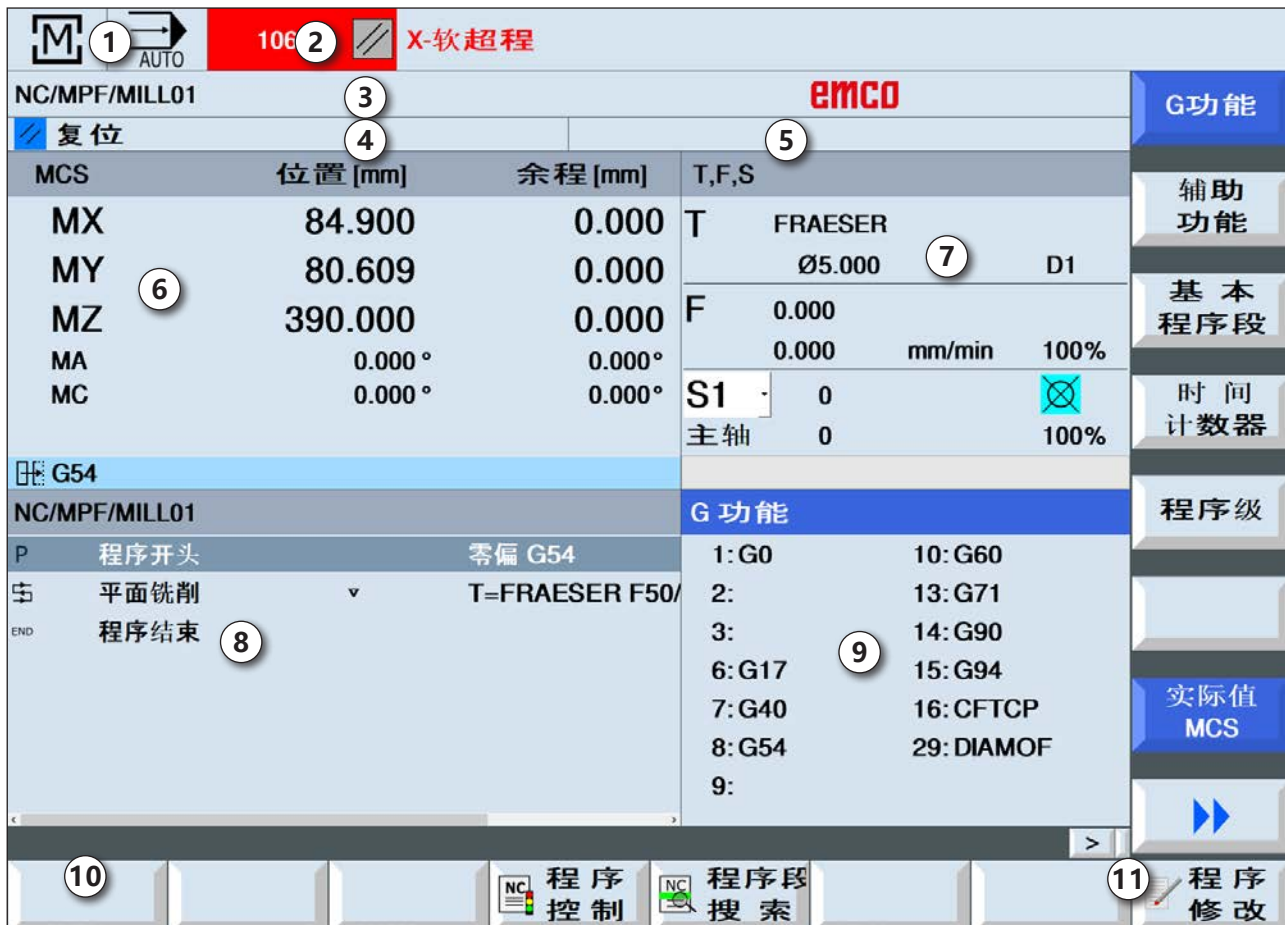 M 1 AUTO 106 2 X-软超程
NC/MPF/MILL01 3 emco
复位 4 5
MCS 位置[mm] 余程[mm] T,F,S
MX 84.900 0.000 T FRAESER
MY 80.609 0.000 Ø5.000 7 D1
6
MZ 390.000 0.000 F 0.000
MA 0.000° 0.000° 0.000 mm/min 100%
MC 0.000° 0.000° S1 0
主轴 0 100%
G54
NC/MPF/MILL01 G功能
P 程序开头 零偏 G54 1: G0 10: G60
平面铣削 v T=FRAESER F50/ 2: 13: G71
END 程序结束 8 3: 14: G90
9
6: G17 15: G94
7: G40 16: CFTCP
8: G54 29: DIAMOF
9:
>
G功能
辅助
功能
基本
程序段
时间
计数器
程序级
实际值
MCS
10 NC 程序
控制
NC 程序段
搜索
11 程序
修改